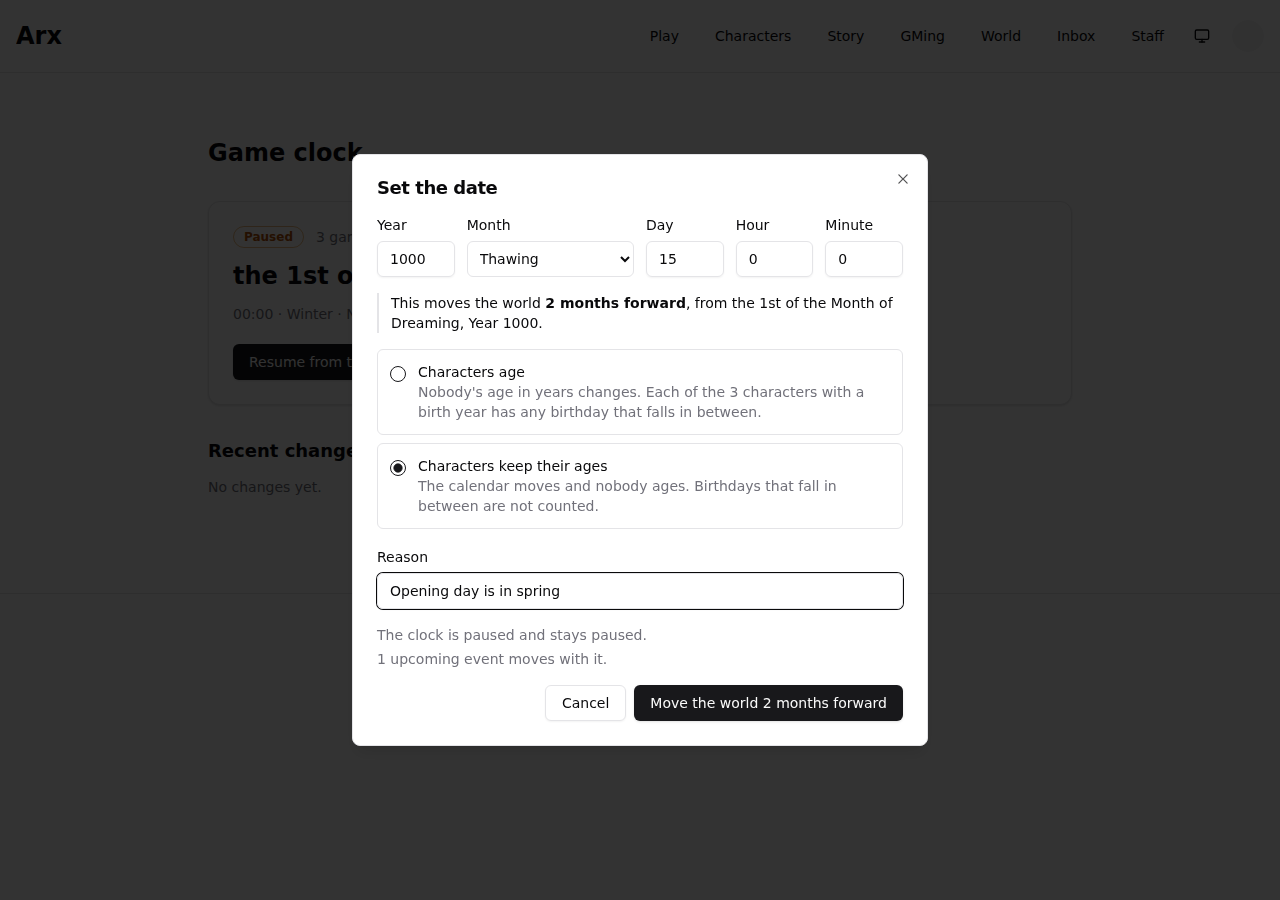 Arx
Play Characters Story GMing World Inbox Staff
Game clock
Paused 3
the 1st
00:00 · Winter ·
Resume from
Recent
No changes yet.
Set the date
Year Month Day Hour Minute
1000 Thawing 15 0 0
This moves the world 2 months forward, from the 1st of the Month of
Dreaming, Year 1000.
Characters age
Nobody's age in years changes. Each of the 3 characters with a
birth year has any birthday that falls in between.
Characters keep their ages
The calendar moves and nobody ages. Birthdays that fall in
between are not counted.
Reason
Opening day is in spring
The clock is paused and stays paused.
1 upcoming event moves with it.
Cancel Move the world 2 months forward